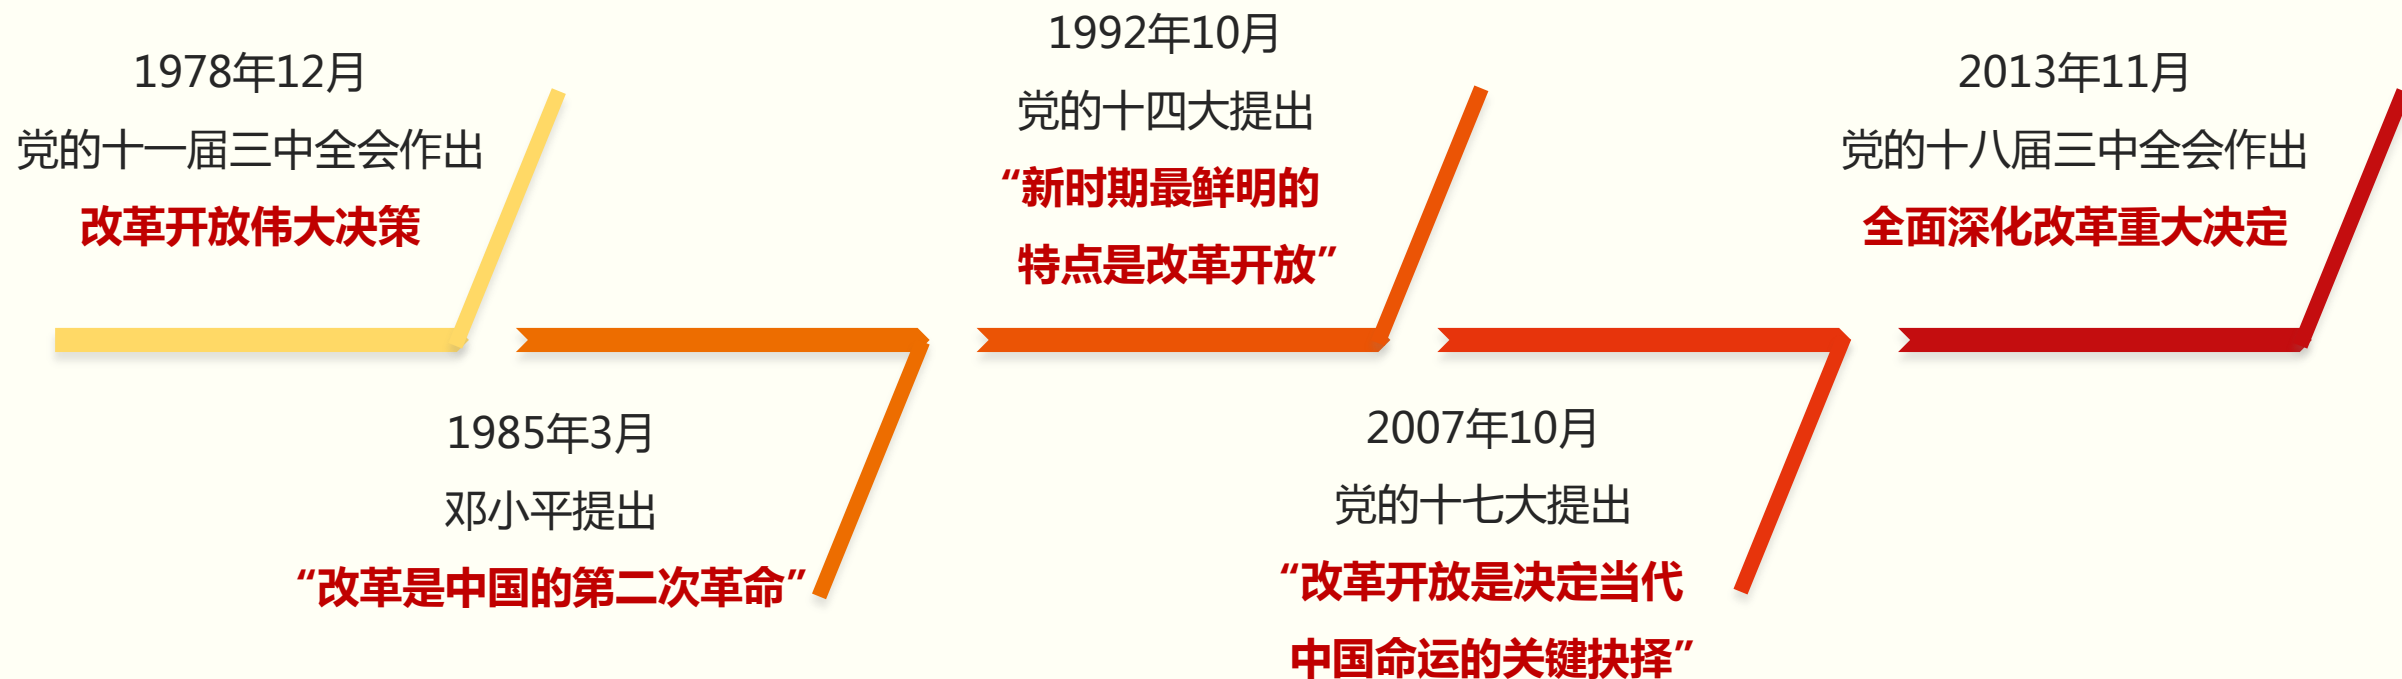 1978年12月
党的十一届三中全会作出
改革开放伟大决策
1985年3月
邓小平提出
“改革是中国的第二次革命”
1992年10月
党的十四大提出
“新时期最鲜明的
特点是改革开放”
2007年10月
党的十七大提出
“改革开放是决定当代
中国命运的关键抉择”
2013年11月
党的十八届三中全会作出
全面深化改革重大决定